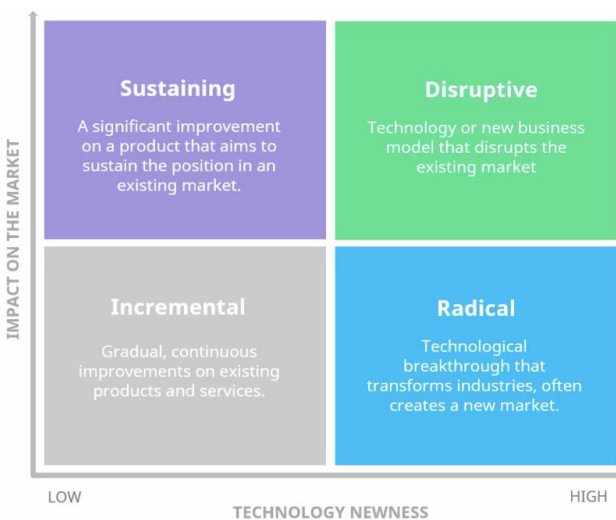 IMPACT ON THE MARKET
Sustaining
A significant improvement
on a product that aims to
sustain the position in an
existing market.
Disruptive
Technology or new business
model that disrupts the
existing market
Incremental
Gradual, continuous
improvements on existing
products and services.
Radical
Technological
breakthrough that
transforms industries, often
creates a new market.
LOW
HIGH
TECHNOLOGY NEWNESS